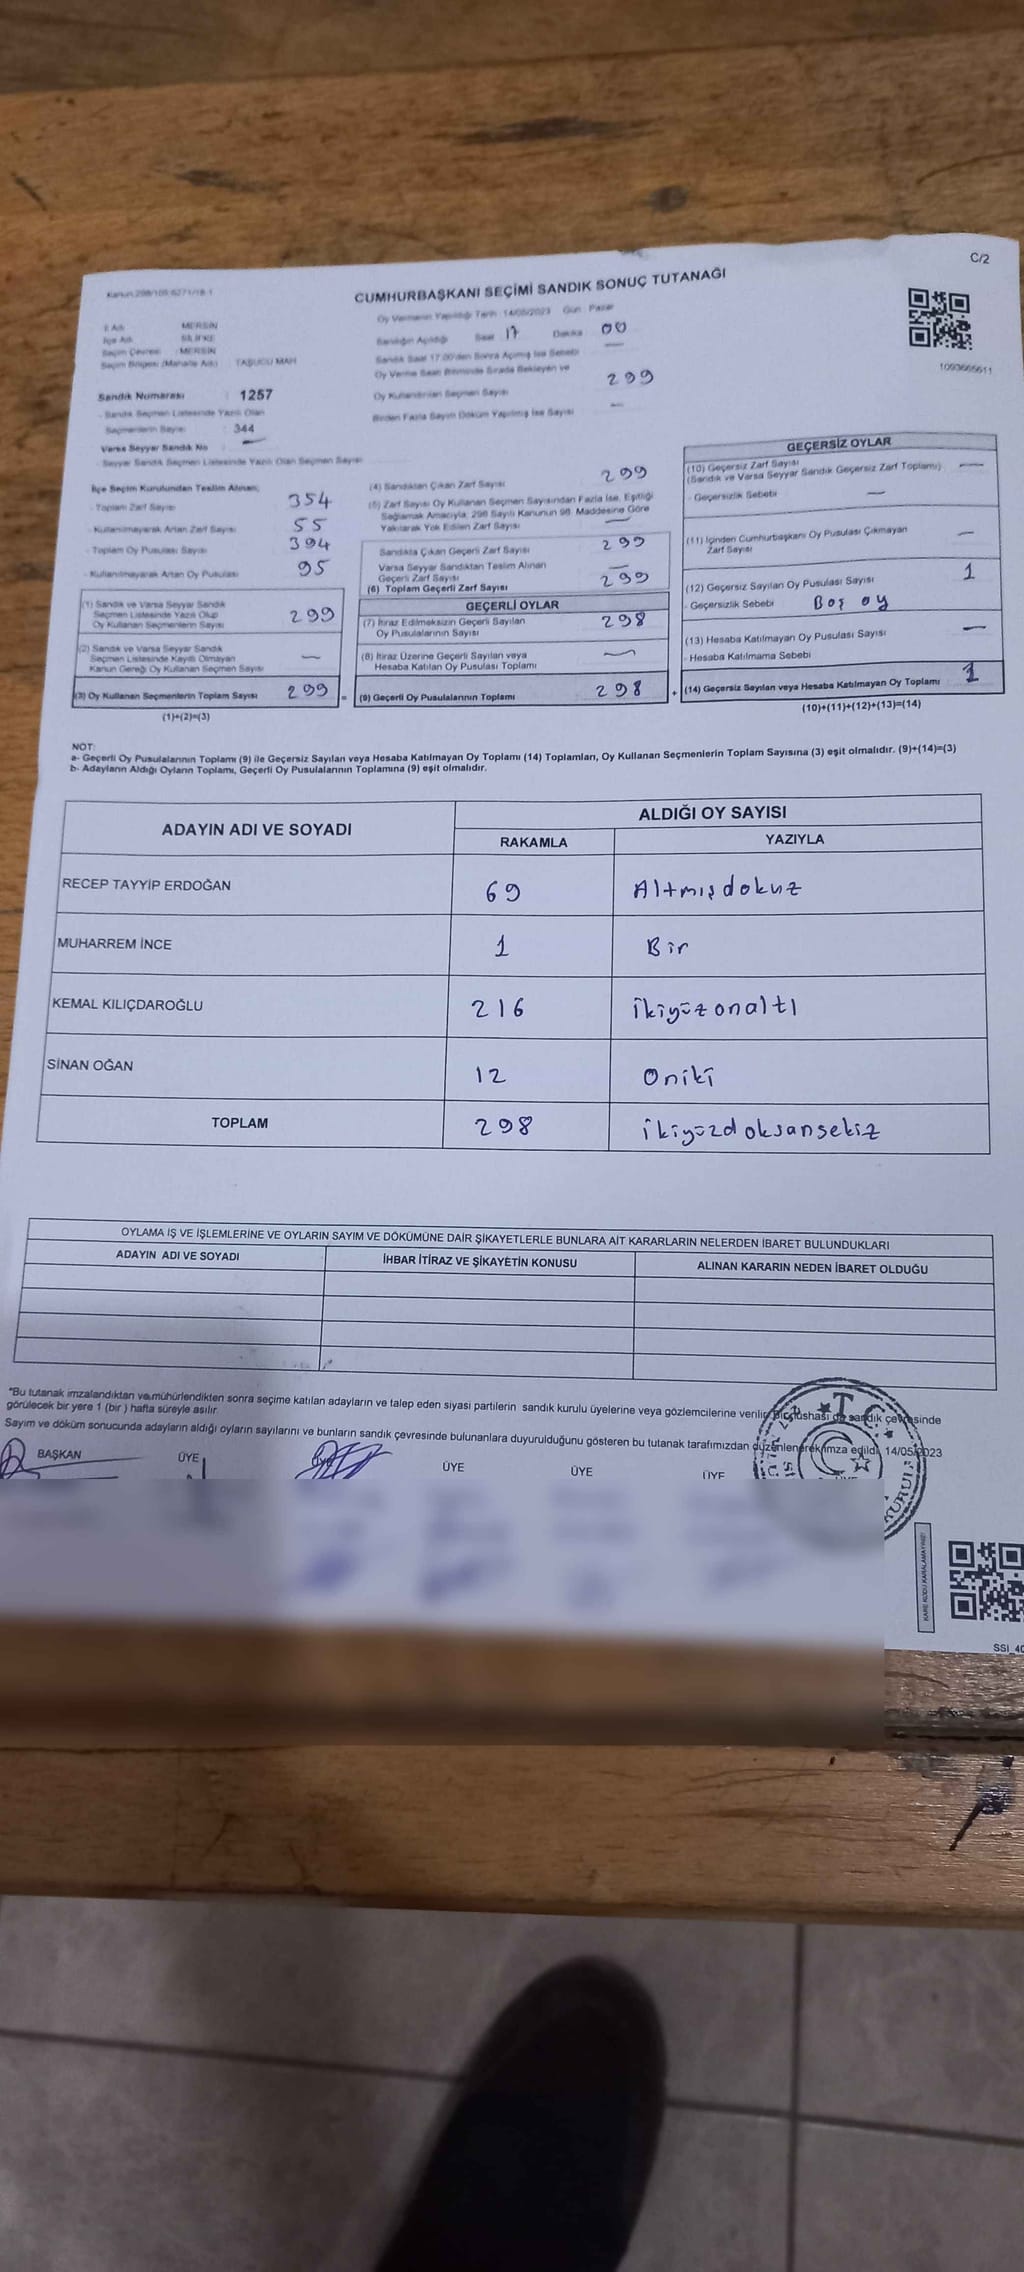 C/2
Kanun:298/105-6271/18.1
CUMHURBAŞKANI SEÇİMİ SANDIK SONUÇ TUTANAĞI
Oy Vermenin Yapıldığı Tarih : 14/05/2023 Gün : Pazar
İl Adı : MERSİN
İlçe Adı : SİLİFKE
Seçim Çevresi : MERSİN
Seçim Bölgesi (Mahalle Adı) : TAŞUCU MAH.
Sandığın Açıldığı Saat 17 Dakika 00
Sandık Saat 17.00'den Sonra Açılmış İse Sebebi —
Oy Verme Saati Bitiminde Sırada Bekleyen ve
Oy Kullandırılan Seçmen Sayısı 299
Birden Fazla Sayım Döküm Yapılmış İse Sayısı —
1093665611
Sandık Numarası : 1257
- Sandık Seçmen Listesinde Yazılı Olan
Seçmenlerin Sayısı : 344
Varsa Seyyar Sandık No : —
- Seyyar Sandık Seçmen Listesinde Yazılı Olan Seçmen Sayısı
İlçe Seçim Kurulundan Teslim Alınan;
- Toplam Zarf Sayısı 354
- Kullanılmayarak Artan Zarf Sayısı 55
- Toplam Oy Pusulası Sayısı 394
- Kullanılmayarak Artan Oy Pusulası 95
(1) Sandık ve Varsa Seyyar Sandık
Seçmen Listesinde Yazılı Olup
Oy Kullanan Seçmenlerin Sayısı 299
(2) Sandık ve Varsa Seyyar Sandık
Seçmen Listesinde Kayıtlı Olmayan
Kanun Gereği Oy Kullanan Seçmen Sayısı —
(3) Oy Kullanan Seçmenlerin Toplam Sayısı 299 =
(1)+(2)=(3)
(4) Sandıktan Çıkan Zarf Sayısı 299
(5) Zarf Sayısı Oy Kullanan Seçmen Sayısından Fazla İse, Eşitliği
Sağlamak Amacıyla, 298 Sayılı Kanunun 98. Maddesine Göre
Yakılarak Yok Edilen Zarf Sayısı —
Sandıkta Çıkan Geçerli Zarf Sayısı 299
Varsa Seyyar Sandıktan Teslim Alınan
Geçerli Zarf Sayısı —
(6) Toplam Geçerli Zarf Sayısı 299
GEÇERLİ OYLAR
(7) İtiraz Edilmeksizin Geçerli Sayılan
Oy Pusulalarının Sayısı 298
(8) İtiraz Üzerine Geçerli Sayılan veya
Hesaba Katılan Oy Pusulası Toplamı —
(9) Geçerli Oy Pusulalarının Toplamı 298 +
GEÇERSİZ OYLAR
(10) Geçersiz Zarf Sayısı
(Sandık ve Varsa Seyyar Sandık Geçersiz Zarf Toplamı) —
- Geçersizlik Sebebi —
(11) İçinden Cumhurbaşkanı Oy Pusulası Çıkmayan
Zarf Sayısı —
(12) Geçersiz Sayılan Oy Pusulası Sayısı 1
- Geçersizlik Sebebi Boş oy
(13) Hesaba Katılmayan Oy Pusulası Sayısı —
- Hesaba Katılmama Sebebi
(14) Geçersiz Sayılan veya Hesaba Katılmayan Oy Toplamı 1
(10)+(11)+(12)+(13)=(14)
NOT:
a- Geçerli Oy Pusulalarının Toplamı (9) ile Geçersiz Sayılan veya Hesaba Katılmayan Oy Toplamı (14) Toplamları, Oy Kullanan Seçmenlerin Toplam Sayısına (3) eşit olmalıdır. (9)+(14)=(3)
b- Adayların Aldığı Oyların Toplamı, Geçerli Oy Pusulalarının Toplamına (9) eşit olmalıdır.
ADAYIN ADI VE SOYADI
ALDIĞI OY SAYISI
RAKAMLA YAZIYLA
RECEP TAYYİP ERDOĞAN 69 Altmışdokuz
MUHARREM İNCE 1 Bir
KEMAL KILIÇDAROĞLU 216 İkiyüzonaltı
SİNAN OĞAN 12 Oniki
TOPLAM 298 ikiyüzdoksansekiz
OYLAMA İŞ VE İŞLEMLERİNE VE OYLARIN SAYIM VE DÖKÜMÜNE DAİR ŞİKAYETLERLE BUNLARA AİT KARARLARIN NELERDEN İBARET BULUNDUKLARI
ADAYIN ADI VE SOYADI İHBAR İTİRAZ VE ŞİKAYETİN KONUSU ALINAN KARARIN NEDEN İBARET OLDUĞU
"Bu tutanak imzalandıktan ve mühürlendikten sonra seçime katılan adayların ve talep eden siyasi partilerin sandık kurulu üyelerine veya gözlemcilerine verilir. Bir nüshası da sandık çevresinde
görülecek bir yere 1 (bir ) hafta süreyle asılır.
Sayım ve döküm sonucunda adayların aldığı oyların sayılarını ve bunların sandık çevresinde bulunanlara duyurulduğunu gösteren bu tutanak tarafımızdan düzenlenerek imza edildi. 14/05/2023
BAŞKAN ÜYE ÜYE ÜYE ÜYE ÜYE
T.C.
KARE KODU KARALAMAYINIZ!